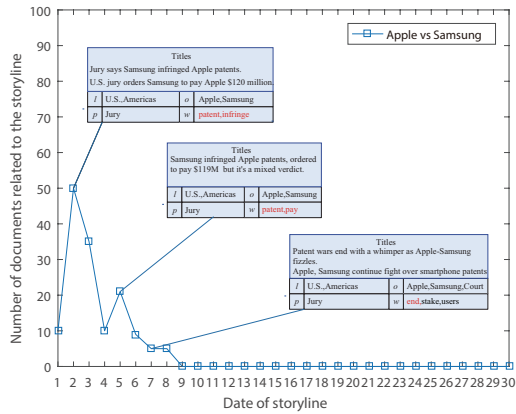 100
90
80
70
60
50
40
30
20
10
0
Number of documents related to the storyline
Apple vs Samsung
Titles
Jury says Samsung infringed Apple patents.
U.S. jury orders Samsung to pay Apple $120 million.
l U.S.,Americas o Apple,Samsung
p Jury w patent,infringe
Titles
Samsung infringed Apple patents, ordered
to pay $119M but it's a mixed verdict.
l U.S.,Americas o Apple,Samsung
p Jury w patent,pay
Titles
Patent wars end with a whimper as Apple-Samsung
fizzles.
Apple, Samsung continue fight over smartphone patents
l U.S.,Americas o Apple,Samsung,Court
p Jury w end,stake,users
1 2 3 4 5 6 7 8 9 10 11 12 13 14 15 16 17 18 19 20 21 22 23 24 25 26 27 28 29 30
Date of storyline